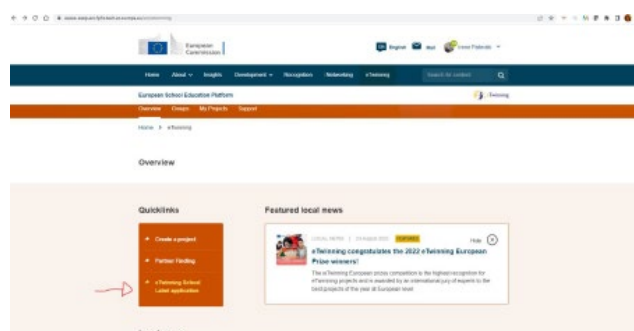 European
Commission
English
Mail
Home About Insights Development Recognition Networking eTwinning Search for content
European School Education Platform
eTwinning
Overview Groups My Projects Support
Home > eTwinning
Overview
Quicklinks
Create a project
Partner Finding
eTwinning School
Label application
Featured local news
LOCAL NEWS | 2022 FEATURED Hide
eTwinning congratulates the 2022 eTwinning European
Prize winners!
The eTwinning European prizes competition is the highest recognition for
eTwinning projects and is awarded by an international jury of experts to the
best projects of the year at European level